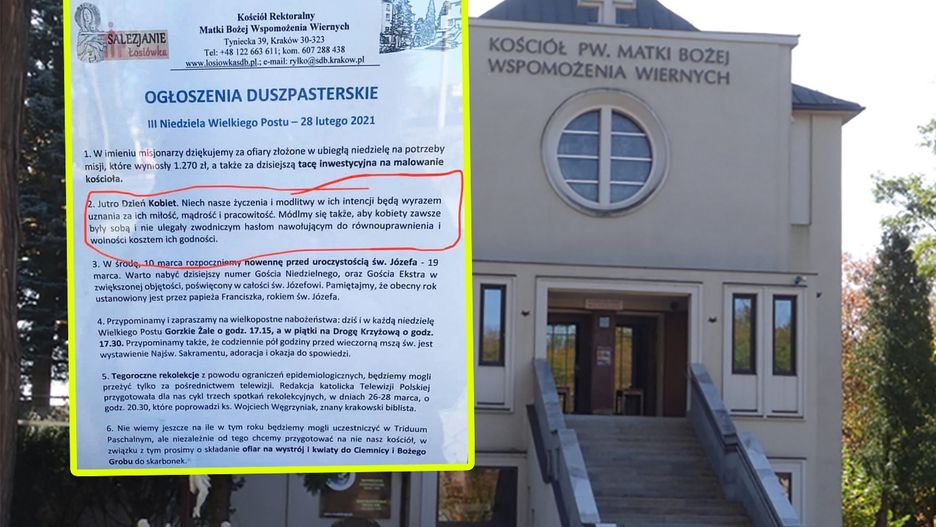 SALEZJANIE
Łosiówka
Kościół Rektoralny
Matki Bożej Wspomożenia Wiernych
Tyniecka 39, Kraków 30-323
Tel: +48 122 663 611; kom. 607 288 438
www.losiowkasdb.pl.; e-mail: rylko@sdb.krakow.pl
OGŁOSZENIA DUSZPASTERSKIE
III Niedziela Wielkiego Postu – 28 lutego 2021
1. W imieniu misjonarzy dziękujemy za ofiary złożone w ubiegłą niedzielę na potrzeby
misji, które wyniosły 1.270 zł, a także za dzisiejszą tacę inwestycyjna na malowanie
kościoła.
2. Jutro Dzień Kobiet. Niech nasze życzenia i modlitwy w ich intencji będą wyrazem
uznania za ich miłość, mądrość i pracowitość. Módlmy się także, aby kobiety zawsze
były sobą i nie ulegały zwodniczym hasłom nawołującym do równouprawnienia i
wolności kosztem ich godności.
3. W środę, 10 marca rozpoczniemy nowennę przed uroczystością św. Józefa - 19
marca. Warto nabyć dzisiejszy numer Gościa Niedzielnego, oraz Gościa Ekstra w
zwiększonej objętości, poświęcony w całości św. Józefowi. Pamiętajmy, że obecny rok
ustanowiony jest przez papieża Franciszka, rokiem św. Józefa.
4. Przypominamy i zapraszamy na wielkopostne nabożeństwa: dziś i w każdą niedzielę
Wielkiego Postu Gorzkie Żale o godz. 17.15, a w piątki na Drogę Krzyżową o godz.
17.30. Przypominamy także, że codziennie pół godziny przed wieczorną mszą św. jest
wystawienie Najśw. Sakramentu, adoracja i okazja do spowiedzi.
5. Tegoroczne rekolekcje z powodu ograniczeń epidemiologicznych, będziemy mogli
przeżyć tylko za pośrednictwem telewizji. Redakcja katolicka Telewizji Polskiej
przygotowała dla nas cykl trzech spotkań rekolekcyjnych, w dniach 26-28 marca, o
godz. 20.30, które poprowadzi ks. Wojciech Węgrzyniak, znany krakowski biblista.
6. Nie wiemy jeszcze na ile w tym roku będziemy mogli uczestniczyć w Triduum
Paschalnym, ale niezależnie od tego chcemy przygotować na nie nasz kościół, w
związku z tym prosimy o składanie ofiar na wystrój i kwiaty do Ciemnicy i Bożego
Grobu do skarbonek.
KOŚCIÓŁ PW. MATKI BOŻEJ
WSPOMOŻENIA WIERNYCH